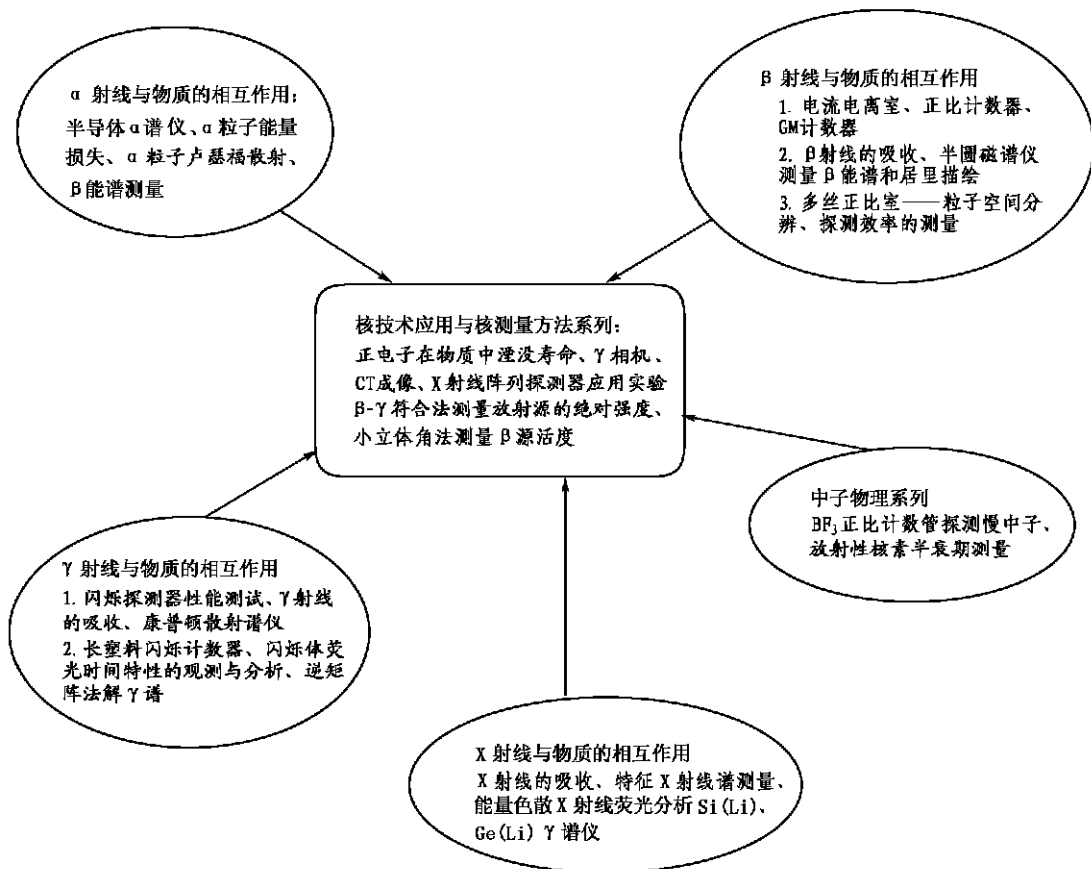 α 射线与物质的相互作用:
半导体α谱仪、α粒子能量
损失、α粒子卢瑟福散射、
β能谱测量
β 射线与物质的相互作用
1. 电流电离室、正比计数器、
GM计数器
2. β射线的吸收、半圆磁谱仪
测量β能谱和居里描绘
3. 多丝正比室——粒子空间分
辨、探测效率的测量
核技术应用与核测量方法系列:
正电子在物质中湮没寿命、γ相机、
CT成像、X射线阵列探测器应用实验
β-γ符合法测量放射源的绝对强度、
小立体角法测量β源活度
中子物理系列
BF₃正比计数管探测慢中子、
放射性核素半衰期测量
γ 射线与物质的相互作用
1. 闪烁探测器性能测试、γ射线
的吸收、康普顿散射谱仪
2. 长塑料闪烁计数器、闪烁体荧
光时间特性的观测与分析、逆矩
阵法解γ谱
X 射线与物质的相互作用
X 射线的吸收、特征X射线谱测量、
能量色散X射线荧光分析Si(Li)、
Ge(Li) γ谱仪